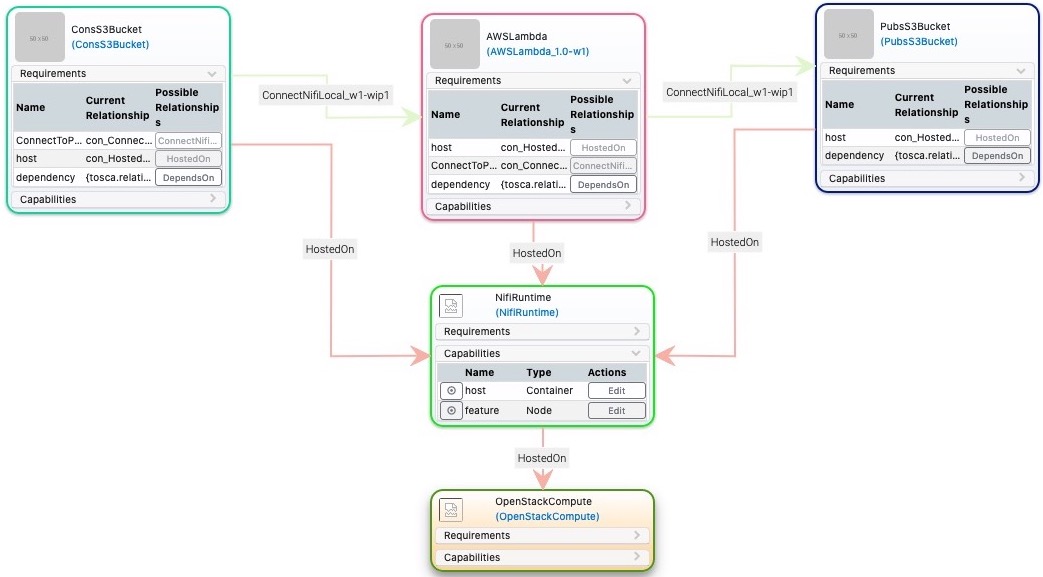 50 x 50
ConsS3Bucket
(ConsS3Bucket)
Requirements
Name Current Relationship Possible Relationship s
ConnectToP... con_Connec... ConnectNifi...
host con_Hosted... HostedOn
dependency {tosca.relati... DependsOn
Capabilities
ConnectNifiLocal_w1-wip1
50 x 50
AWSLambda
(AWSLambda_1.0-w1)
Requirements
Name Current Relationship Possible Relationship s
host con_Hosted... HostedOn
ConnectToP... con_Connec... ConnectNifi...
dependency {tosca.relati... DependsOn
Capabilities
ConnectNifiLocal_w1-wip1
50 x 50
PubsS3Bucket
(PubsS3Bucket)
Requirements
Name Current Relationship Possible Relationship s
host con_Hosted... HostedOn
dependency {tosca.relati... DependsOn
Capabilities
HostedOn
HostedOn
HostedOn
NifiRuntime
(NifiRuntime)
Requirements
Capabilities
Name Type Actions
host Container Edit
feature Node Edit
HostedOn
OpenStackCompute
(OpenStackCompute)
Requirements
Capabilities